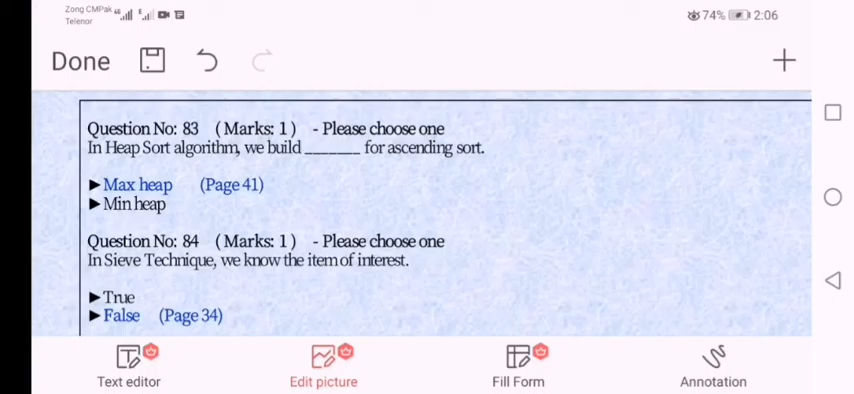 Zong CMPak 4G E 74% 2:06
Telenor
Done
Question No: 83 ( Marks: 1 ) - Please choose one
In Heap Sort algorithm, we build _______ for ascending sort.
►Max heap (Page 41)
►Min heap
Question No: 84 ( Marks: 1 ) - Please choose one
In Sieve Technique, we know the item of interest.
►True
►False (Page 34)
Text editor Edit picture Fill Form Annotation